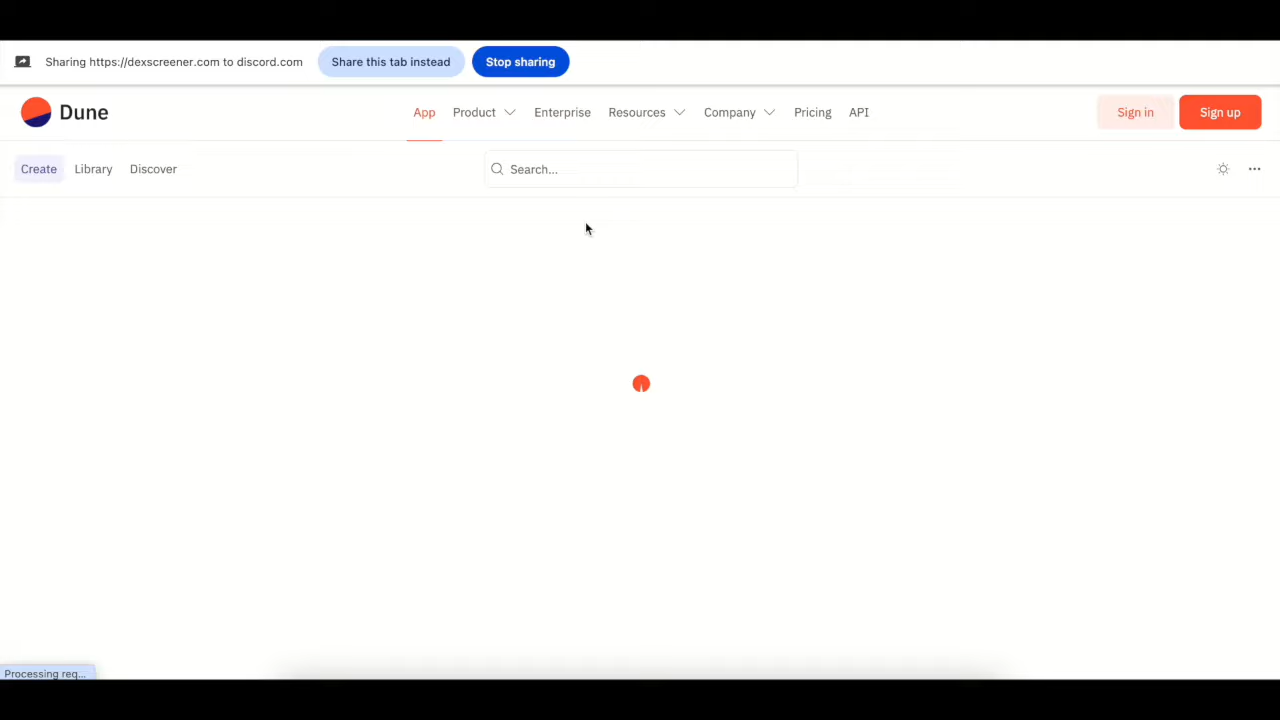 Sharing https://dexscreener.com to discord.com Share this tab instead Stop sharing
Dune App Product Enterprise Resources Company Pricing API Sign in Sign up
Create Library Discover Search...
Processing req...